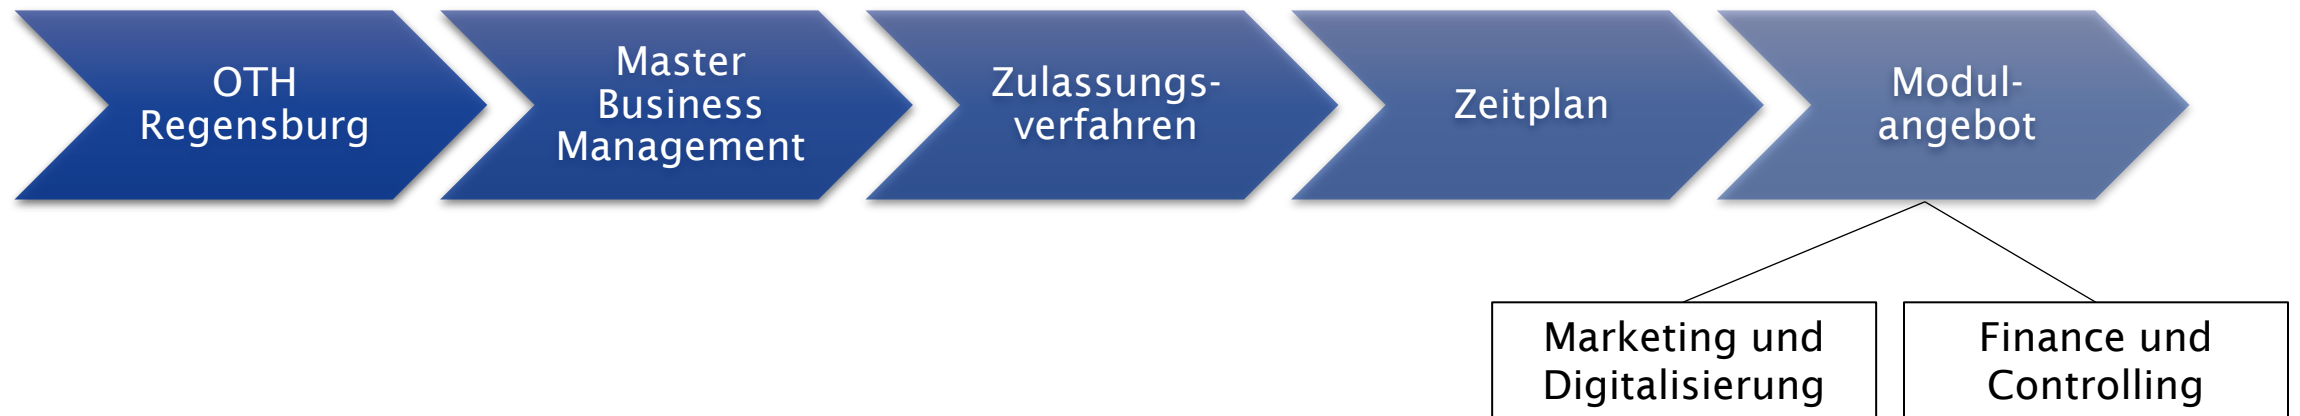 OTH
Regensburg
Master
Business
Management
Zulassungs-
verfahren
Zeitplan
Modul-
angebot
Marketing und
Digitalisierung
Finance und
Controlling